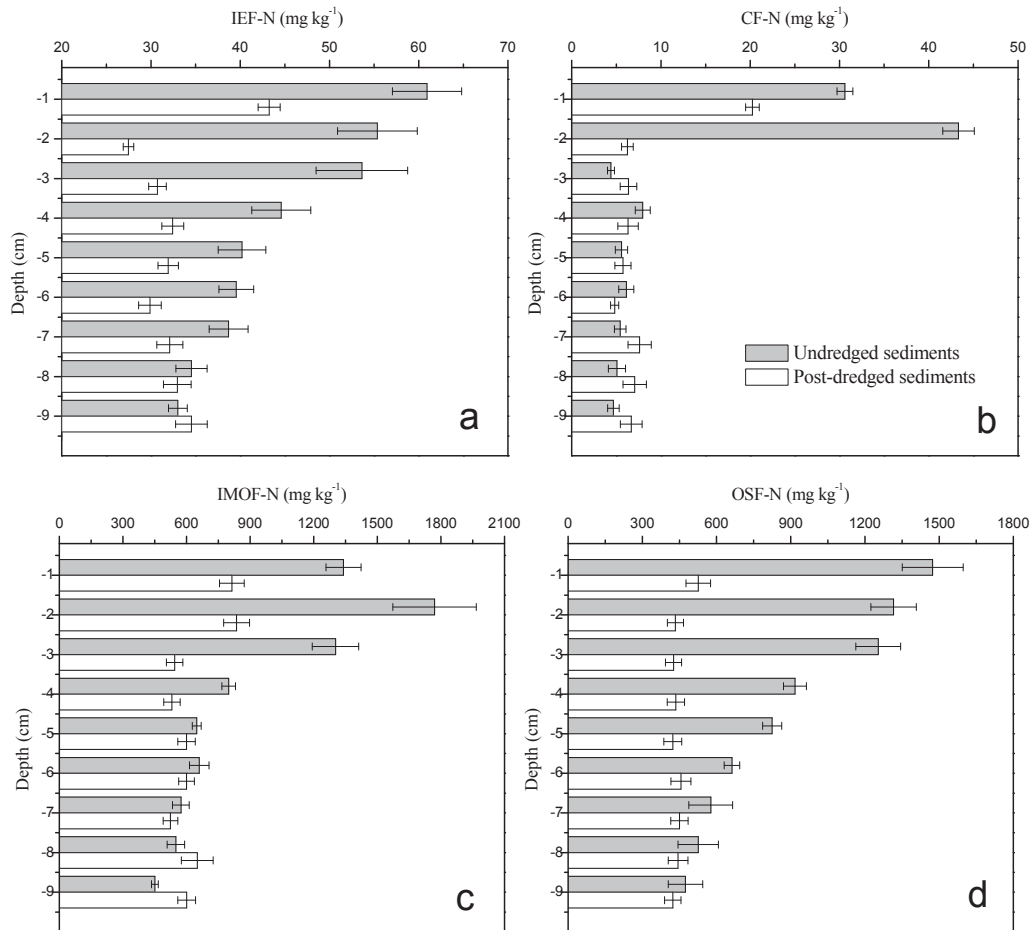 IEF-N (mg kg⁻¹)
20 30 40 50 60 70
Depth (cm)
-1
-2
-3
-4
-5
-6
-7
-8
-9
a
CF-N (mg kg⁻¹)
0 10 20 30 40 50
Depth (cm)
-1
-2
-3
-4
-5
-6
-7
-8
-9
Undredged sediments
Post-dredged sediments
b
IMOF-N (mg kg⁻¹)
0 300 600 900 1200 1500 1800 2100
Depth (cm)
-1
-2
-3
-4
-5
-6
-7
-8
-9
c
OSF-N (mg kg⁻¹)
0 300 600 900 1200 1500 1800
Depth (cm)
-1
-2
-3
-4
-5
-6
-7
-8
-9
d